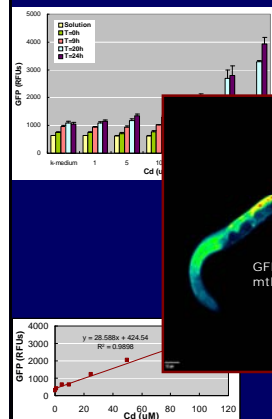 5000
4000
3000
2000
1000
0
GFP (RFUs)
Solution
T=0h
T=9h
T=20h
T=24h
k-medium 1 5 10
Cd (u
GFP
mtl
4000
3000
2000
1000
0
GFP (RFUs)
y = 28.588x + 424.54
R² = 0.9898
0 20 40 60 80 100 120
Cd (uM)